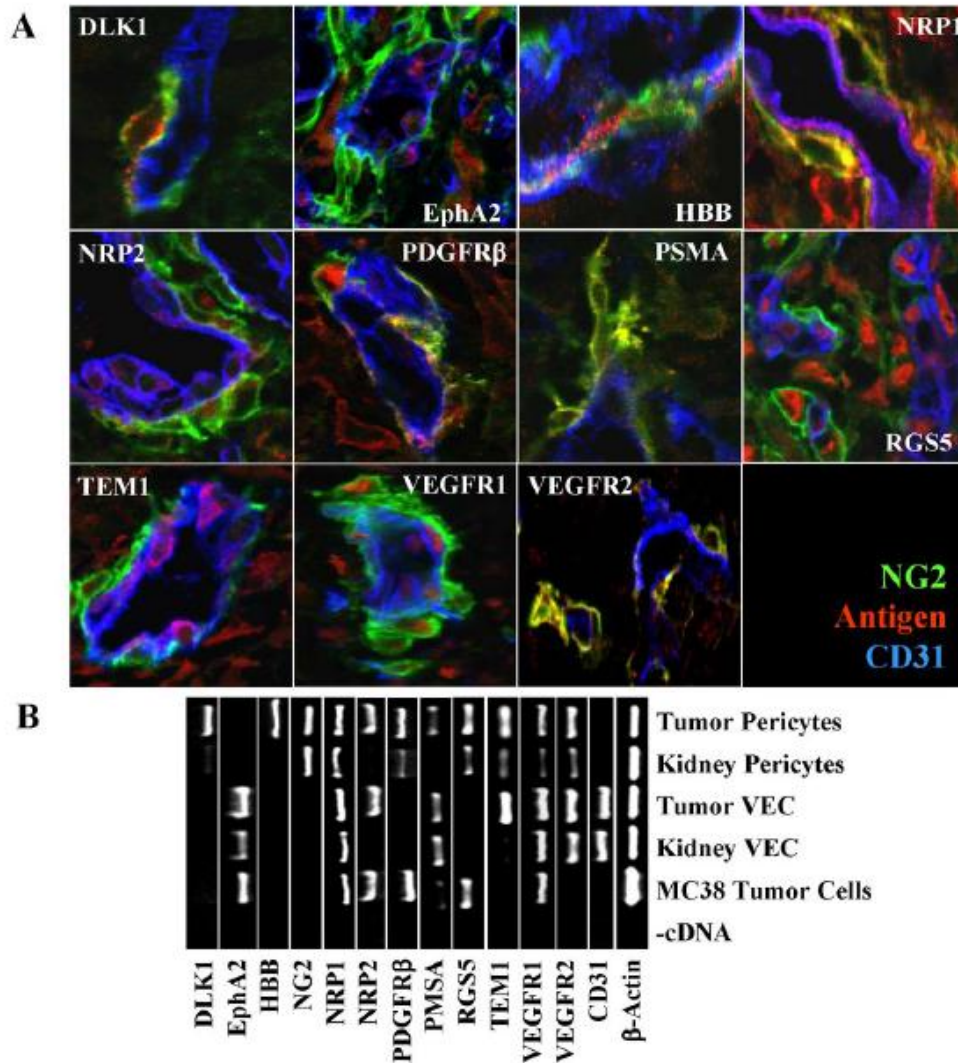 A
DLK1
EphA2
HBB
NRP1
NRP2
PDGFRβ
PSMA
RGS5
TEM1
VEGFR1
VEGFR2
NG2
Antigen
CD31
B
Tumor Pericytes
Kidney Pericytes
Tumor VEC
Kidney VEC
MC38 Tumor Cells
-cDNA
DLK1
EphA2
HBB
NG2
NRP1
NRP2
PDGFRβ
PMSA
RGS5
TEM1
VEGFR1
VEGFR2
CD31
β-Actin